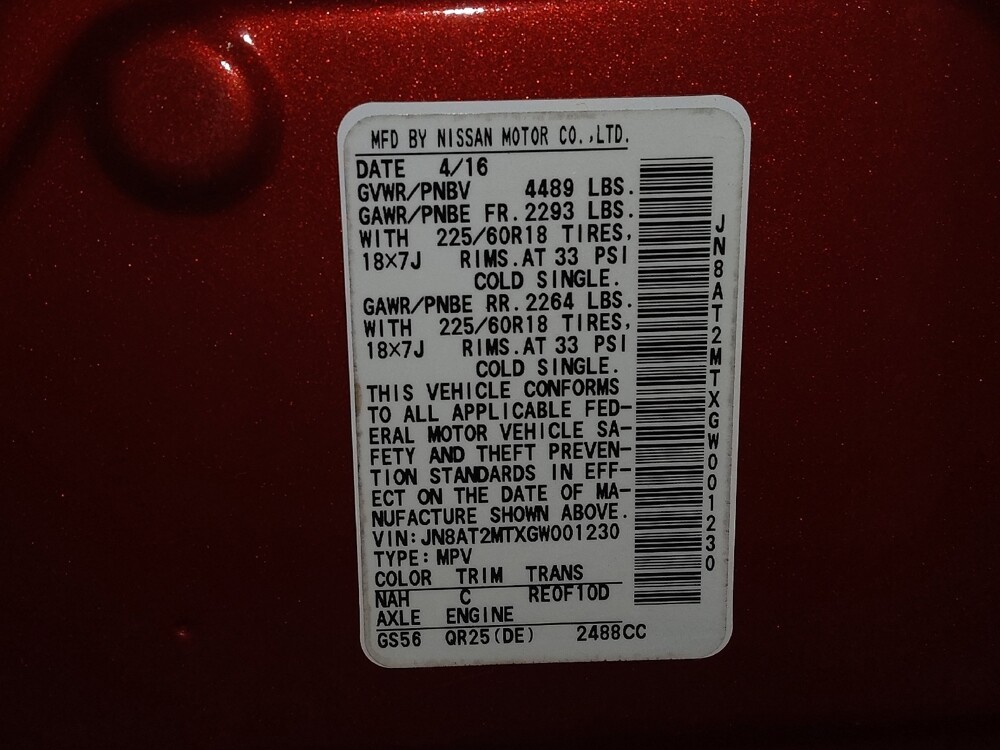 MFD BY NISSAN MOTOR CO.,LTD.
DATE 4/16
GVWR/PNBV 4489 LBS.
GAWR/PNBE FR. 2293 LBS.
WITH 225/60R18 TIRES,
18×7J RIMS.AT 33 PSI
COLD SINGLE.
GAWR/PNBE RR. 2264 LBS.
WITH 225/60R18 TIRES,
18×7J RIMS.AT 33 PSI
COLD SINGLE.
THIS VEHICLE CONFORMS
TO ALL APPLICABLE FED-
ERAL MOTOR VEHICLE SA-
FETY AND THEFT PREVEN-
TION STANDARDS IN EFF-
ECT ON THE DATE OF MA-
NUFACTURE SHOWN ABOVE.
VIN:JN8AT2MTXGW001230
TYPE:MPV
COLOR TRIM TRANS
NAH C RE0F10D
AXLE ENGINE
GS56 QR25(DE) 2488CC
JN8AT2MTXGW001230